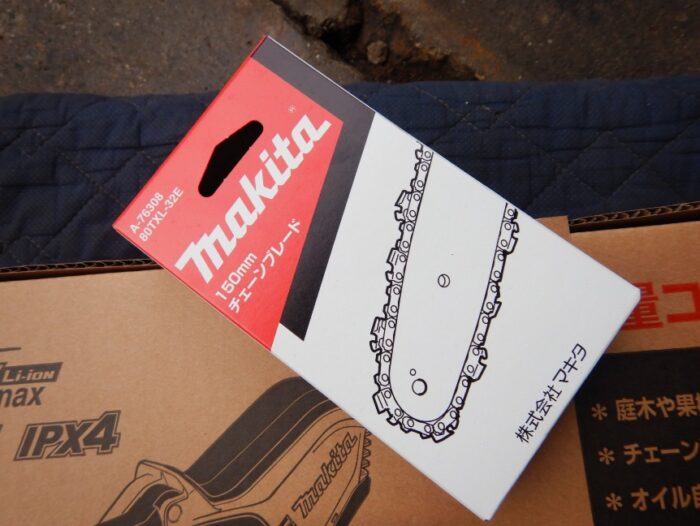 makita
®
A-76308
80TXL-32E
150mm
チェーンブレード
株式会社 マキタ
Li-ion
max
IPX4
makita
量コ
＊ 庭木や果
＊ チェーン
＊ オイル自